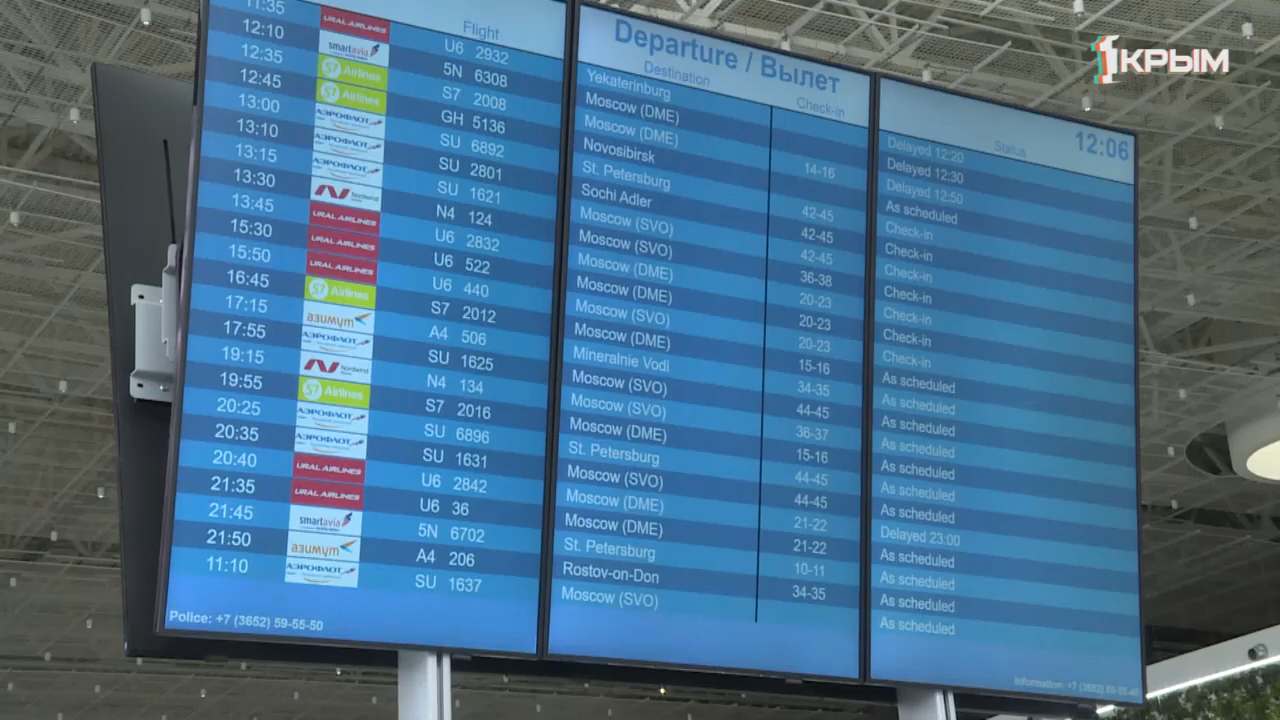 1КРЫМ
Departure / Вылет
12:06
Flight Destination Check-in Status
11:35 URAL AIRLINES U6 2932 Yekaterinburg Delayed 12:20
12:10 smartavia 5N 6308 Moscow (DME) Delayed 12:30
12:35 S7 Airlines S7 2008 Moscow (DME) 14-16 Delayed 12:50
12:45 S7 Airlines GH 5136 Novosibirsk As scheduled
13:00 АЭРОФЛОТ SU 6892 St. Petersburg 42-45 Check-in
13:10 АЭРОФЛОТ SU 2801 Sochi Adler 42-45 Check-in
13:15 АЭРОФЛОТ SU 1621 Moscow (SVO) 42-45 Check-in
13:30 Nordwind N4 124 Moscow (SVO) 36-38 Check-in
13:45 URAL AIRLINES U6 2832 Moscow (DME) 20-23 Check-in
15:30 URAL AIRLINES U6 522 Moscow (DME) 20-23 Check-in
15:50 URAL AIRLINES U6 440 Moscow (SVO) 20-23 Check-in
16:45 S7 Airlines S7 2012 Moscow (DME) 15-16 As scheduled
17:15 азимут A4 506 Mineralnie Vodi 34-35 As scheduled
17:55 АЭРОФЛОТ SU 1625 Moscow (SVO) 44-45 As scheduled
19:15 Nordwind N4 134 Moscow (SVO) 36-37 As scheduled
19:55 S7 Airlines S7 2016 Moscow (DME) 15-16 As scheduled
20:25 АЭРОФЛОТ SU 6896 St. Petersburg 44-45 As scheduled
20:35 АЭРОФЛОТ SU 1631 Moscow (SVO) 44-45 As scheduled
20:40 URAL AIRLINES U6 2842 Moscow (DME) 21-22 Delayed 23:00
21:35 URAL AIRLINES U6 36 Moscow (DME) 21-22 As scheduled
21:45 smartavia 5N 6702 St. Petersburg 10-11 As scheduled
21:50 азимут A4 206 Rostov-on-Don 34-35 As scheduled
11:10 АЭРОФЛОТ SU 1637 Moscow (SVO) As scheduled
Police: +7 (3652) 59-55-50
Information: +7 (3652)